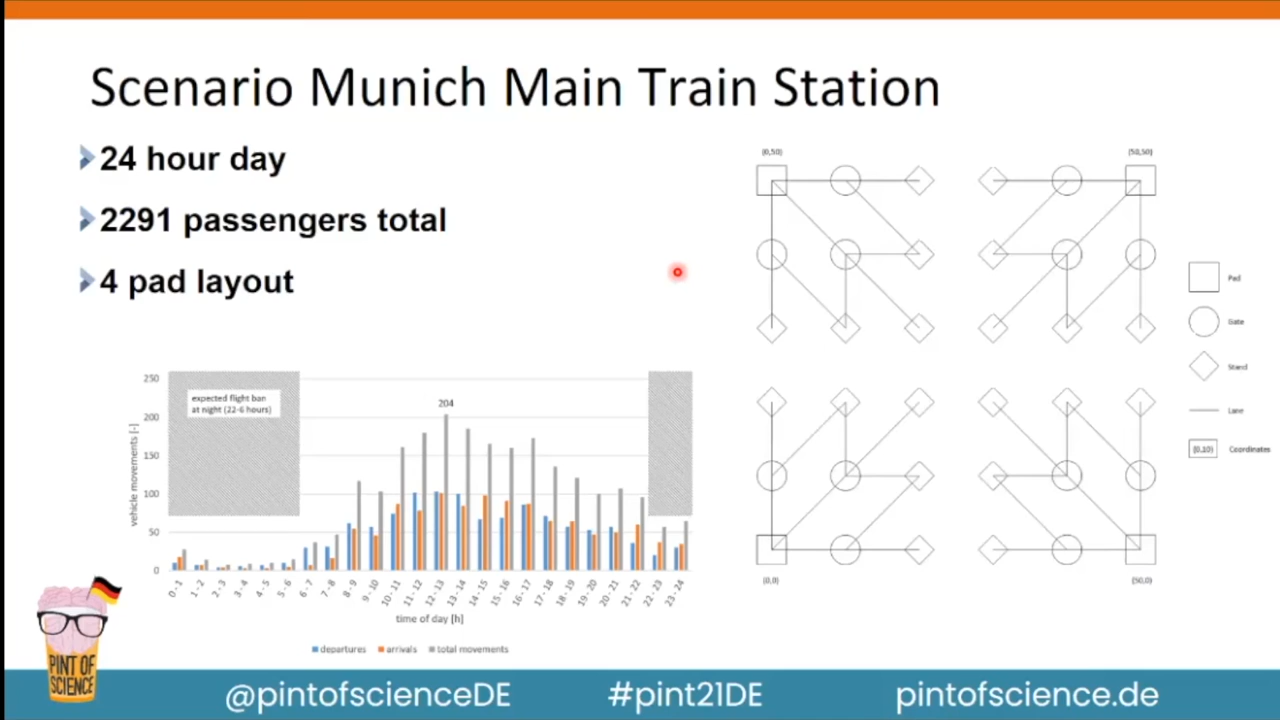 Scenario Munich Main Train Station
24 hour day
2291 passengers total
4 pad layout
(0,50)
(50,50)
Pad
Gate
Stand
Lane
(0,10) Coordinates
(0,0)
(50,0)
250
200
150
100
50
0
vehicle movements [-]
expected flight ban
at night (22-6 hours)
204
0 - 1
1 - 2
2 - 3
3 - 4
4 - 5
5 - 6
6 - 7
7 - 8
8 - 9
9 - 10
10 - 11
11 - 12
12 - 13
13 - 14
14 - 15
15 - 16
16 - 17
17 - 18
18 - 19
19 - 20
20 - 21
21 - 22
22 - 23
23 - 24
time of day [h]
departures arrivals total movements
PINT OF
SCIENCE
@pintofscienceDE #pint21DE pintofscience.de